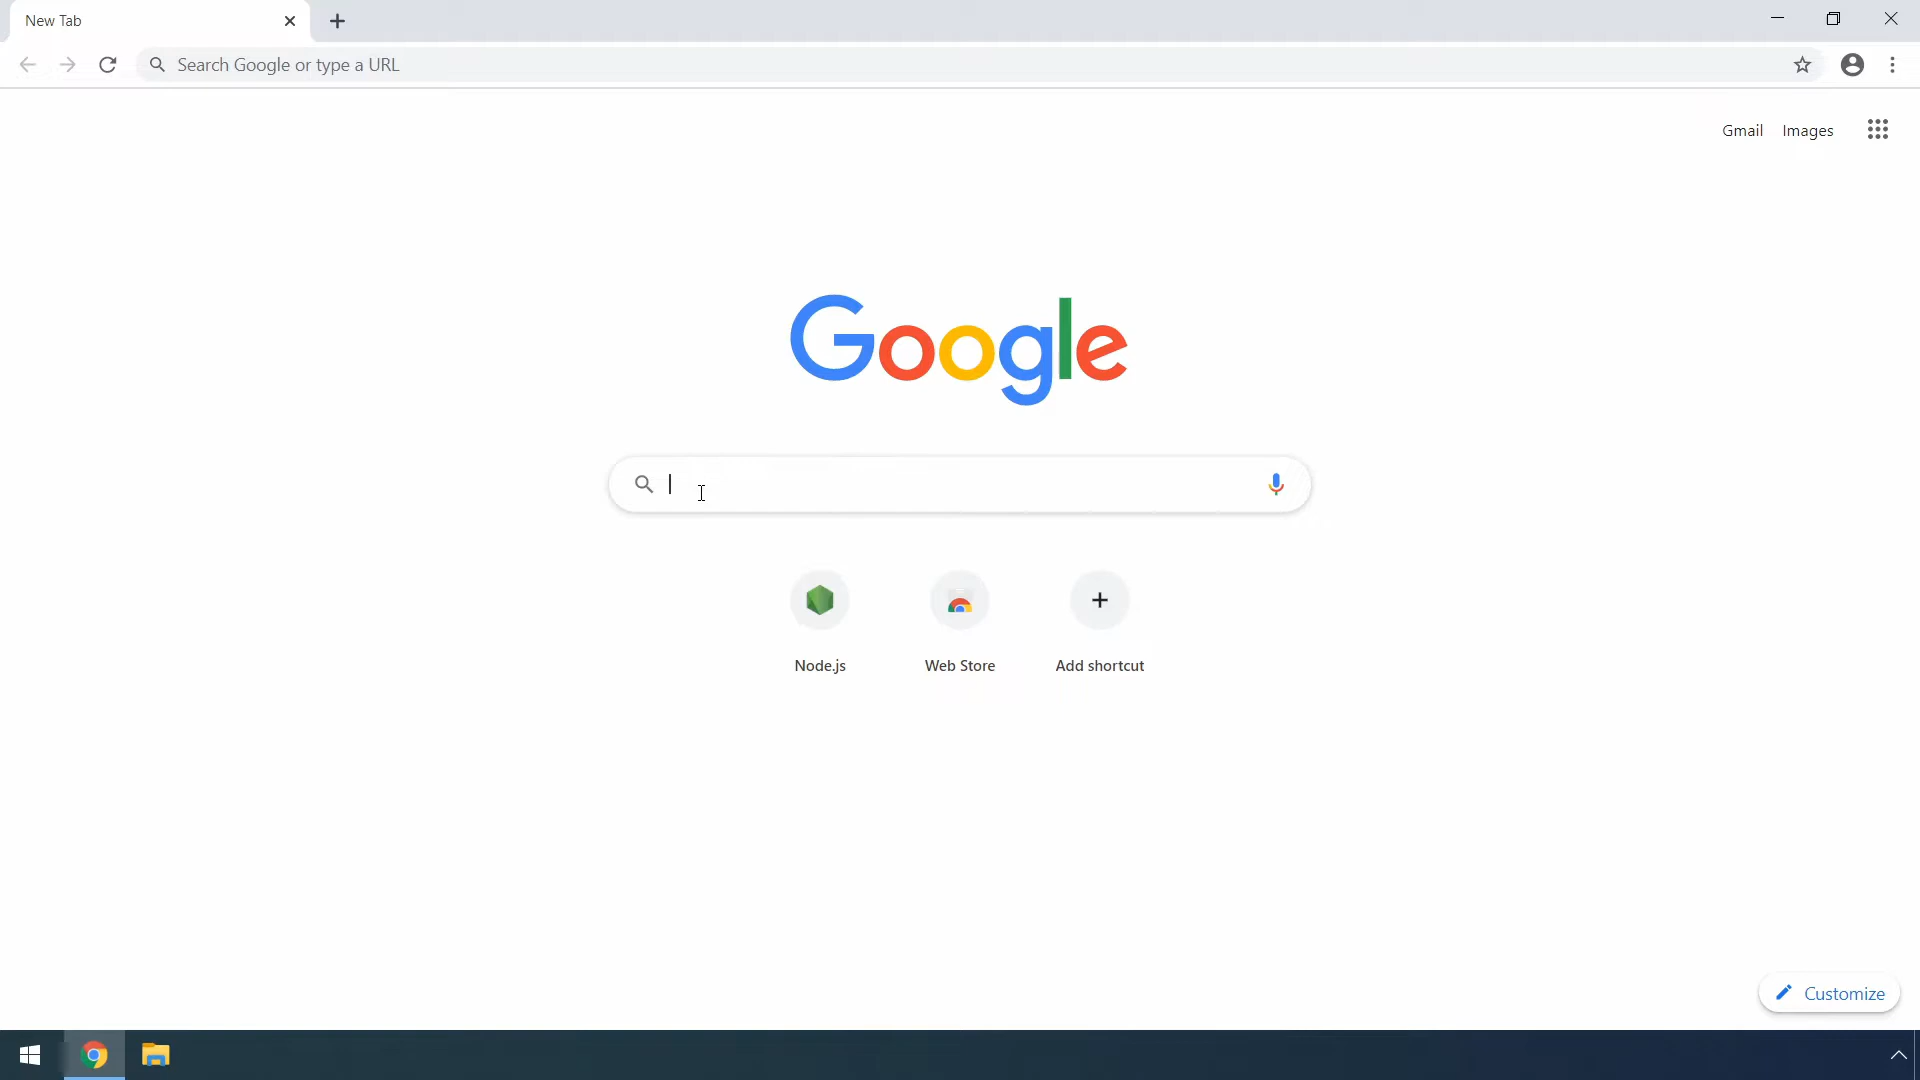 New Tab
Search Google or type a URL
Gmail Images
Google
Node.js Web Store Add shortcut
Customize